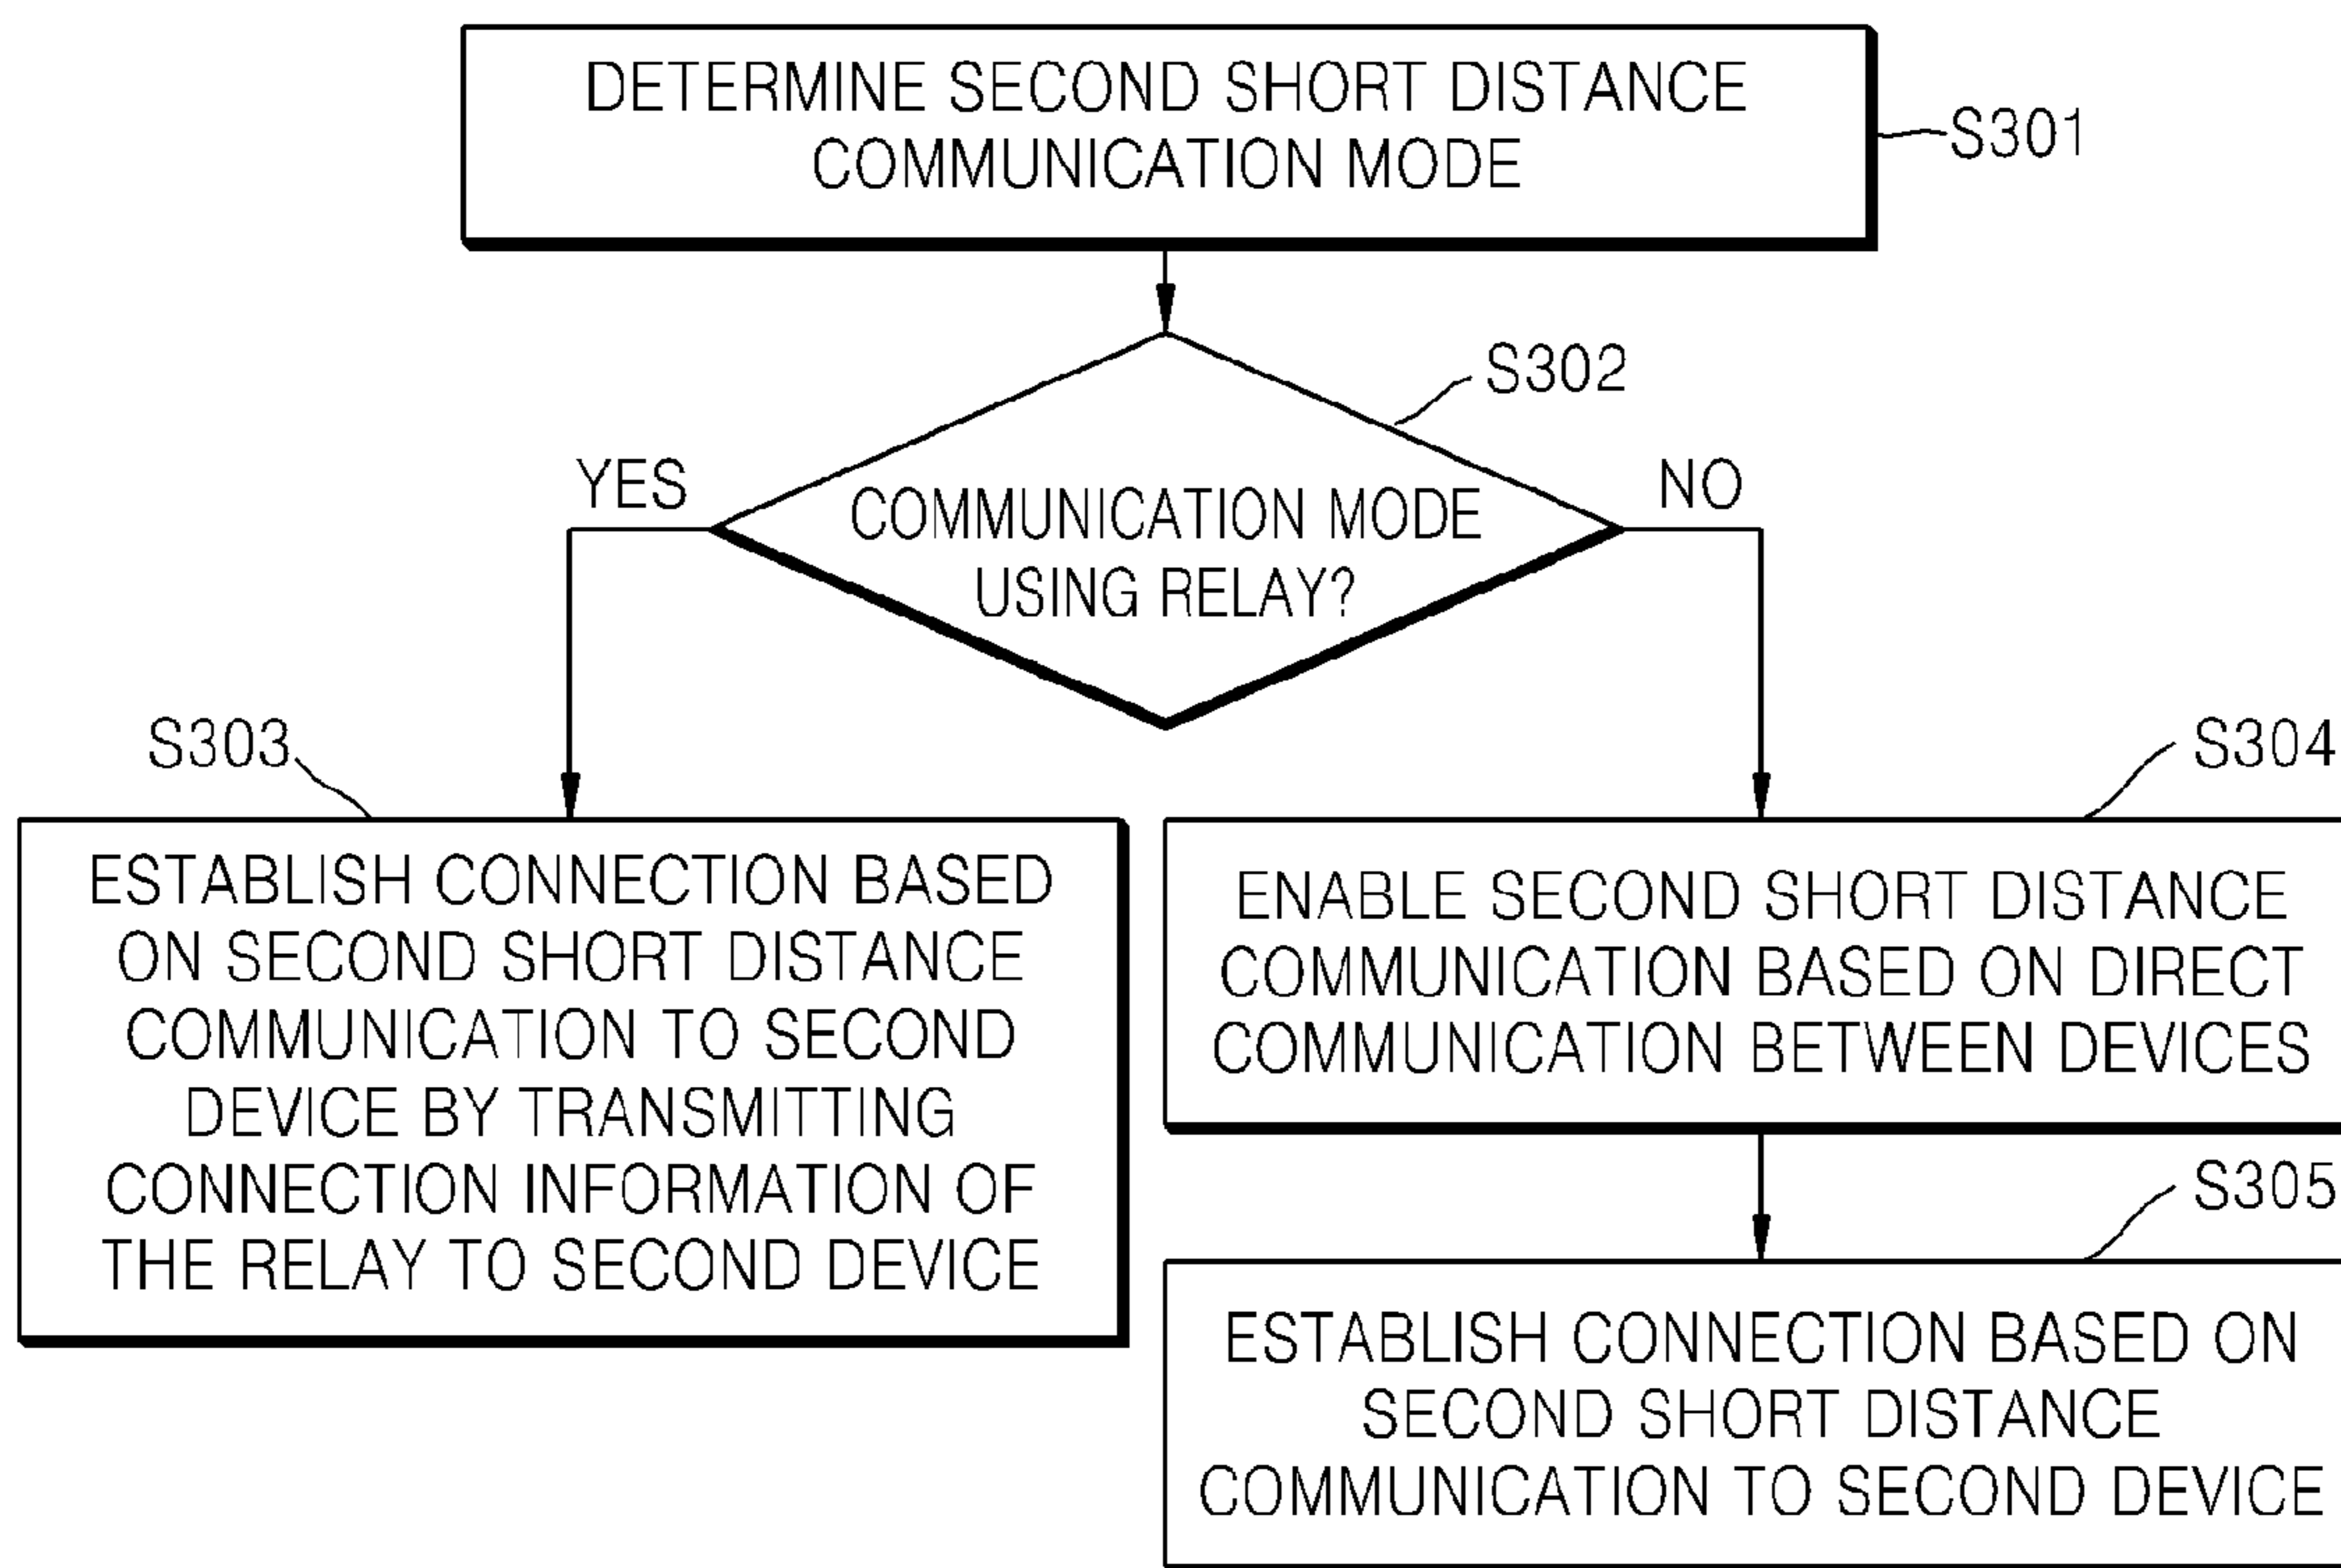 DETERMINE SECOND SHORT DISTANCE
COMMUNICATION MODE
S301
S302
YES
NO
COMMUNICATION MODE
USING RELAY?
S303
S304
ESTABLISH CONNECTION BASED
ON SECOND SHORT DISTANCE
COMMUNICATION TO SECOND
DEVICE BY TRANSMITTING
CONNECTION INFORMATION OF
THE RELAY TO SECOND DEVICE
ENABLE SECOND SHORT DISTANCE
COMMUNICATION BASED ON DIRECT
COMMUNICATION BETWEEN DEVICES
S305
ESTABLISH CONNECTION BASED ON
SECOND SHORT DISTANCE
COMMUNICATION TO SECOND DEVICE